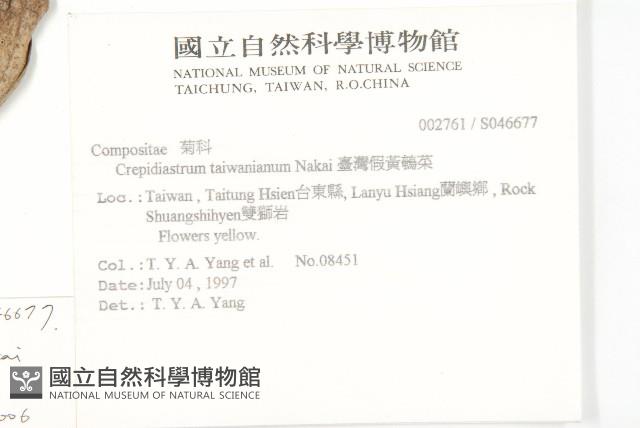 國立自然科學博物館
NATIONAL MUSEUM OF NATURAL SCIENCE
TAICHUNG, TAIWAN, R.O.CHINA
002761 / S046677
Compositae 菊科
Crepidiastrum taiwanianum Nakai 臺灣假黃鵪菜
Loc.:Taiwan , Taitung Hsien台東縣, Lanyu Hsiang蘭嶼鄉 , Rock
Shuangshihyen雙獅岩
Flowers yellow.
Col.:T. Y. A. Yang et al. No.08451
Date:July 04 , 1997
Det.: T. Y. A. Yang
6677.
ai
006
國立自然科學博物館
NATIONAL MUSEUM OF NATURAL SCIENCE